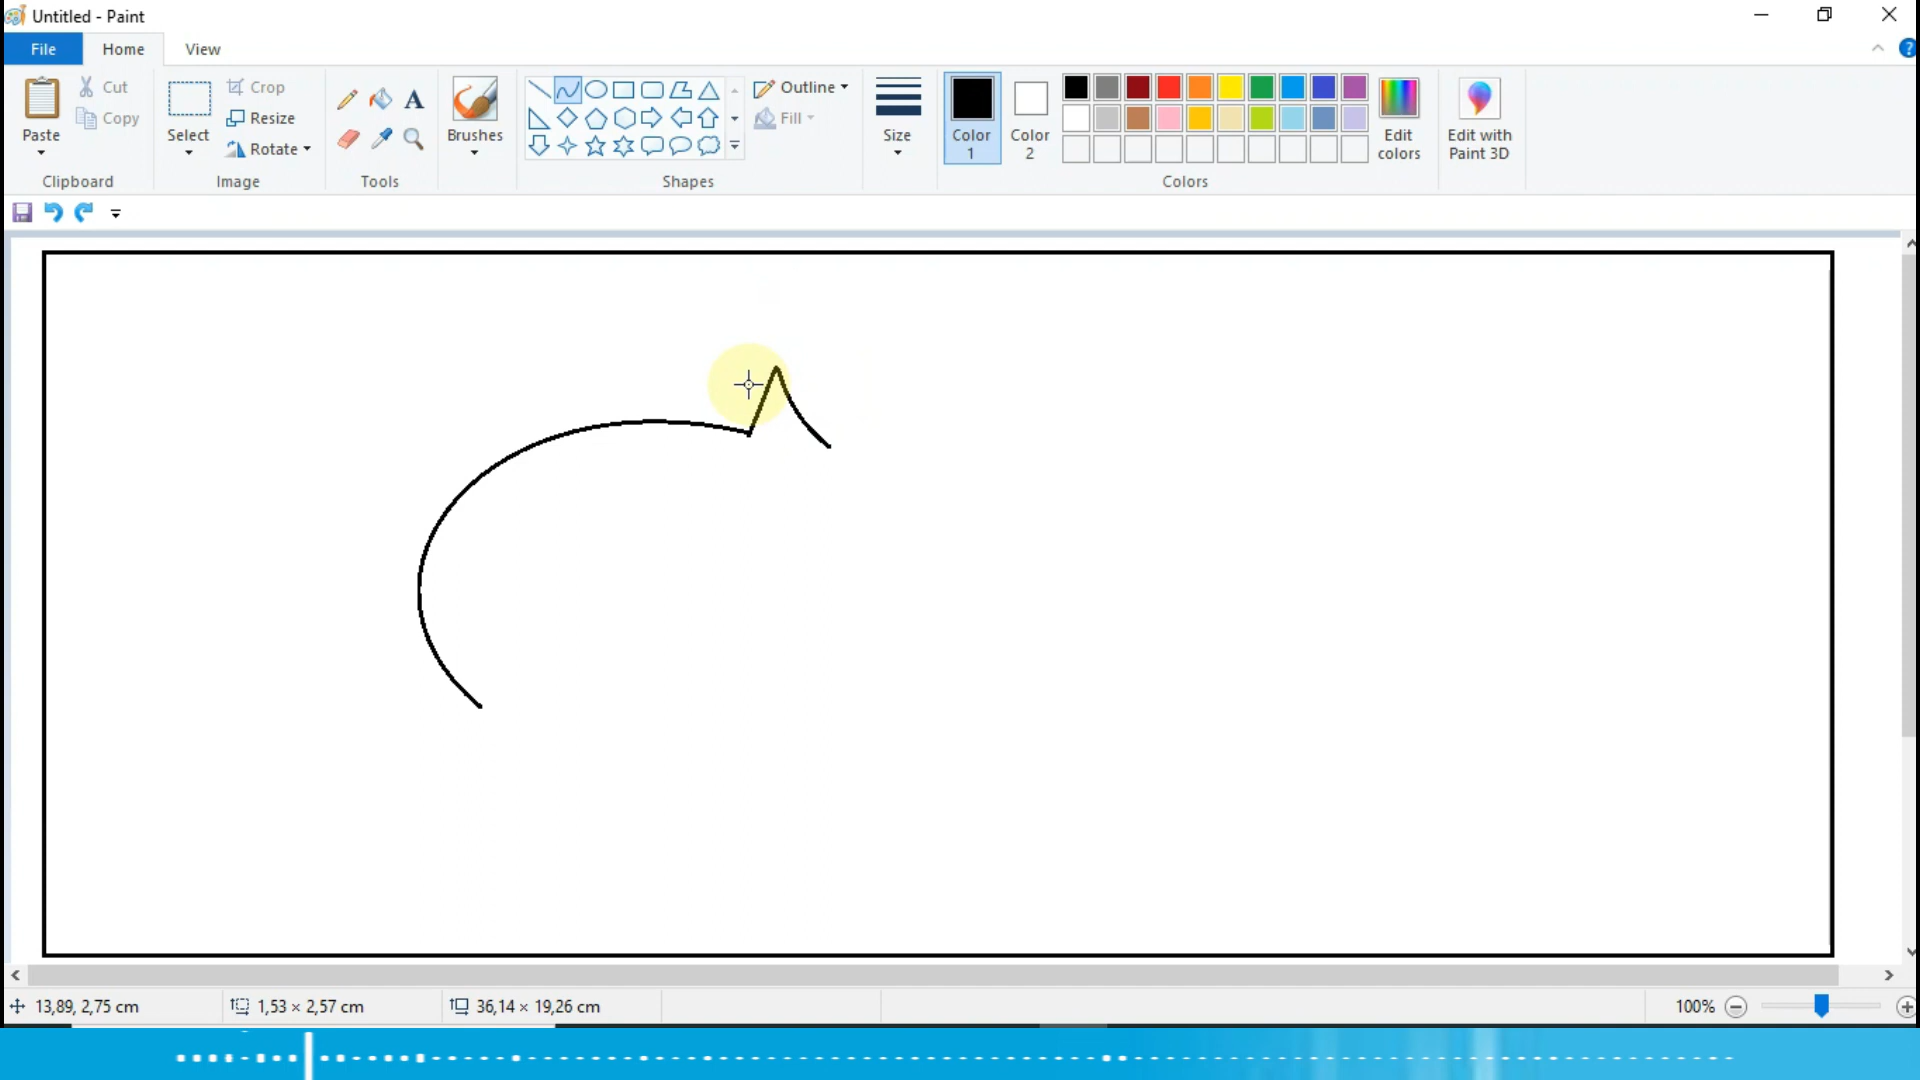 Untitled - Paint
File Home View
Paste
Cut
Copy
Clipboard
Select
Crop
Resize
Rotate
Image
A
Tools
Brushes
Shapes
Outline
Fill
Size
Color
1
Color
2
Edit
colors
Colors
Edit with
Paint 3D
13,89, 2,75 cm 1,53 × 2,57 cm 36,14 × 19,26 cm 100%